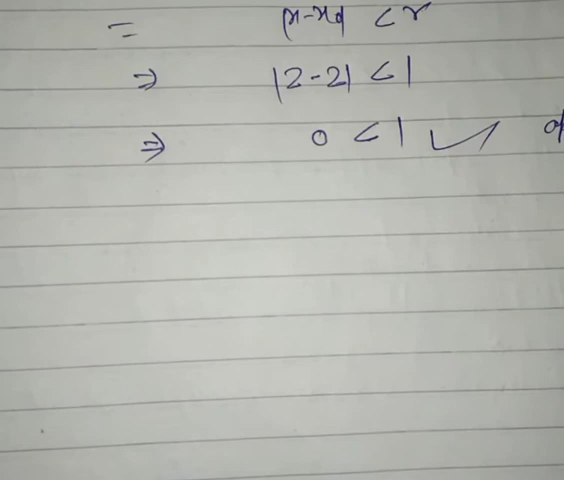 = |x-x₀| < r
⇒ |2-2| < 1
⇒ 0 < 1 ✓